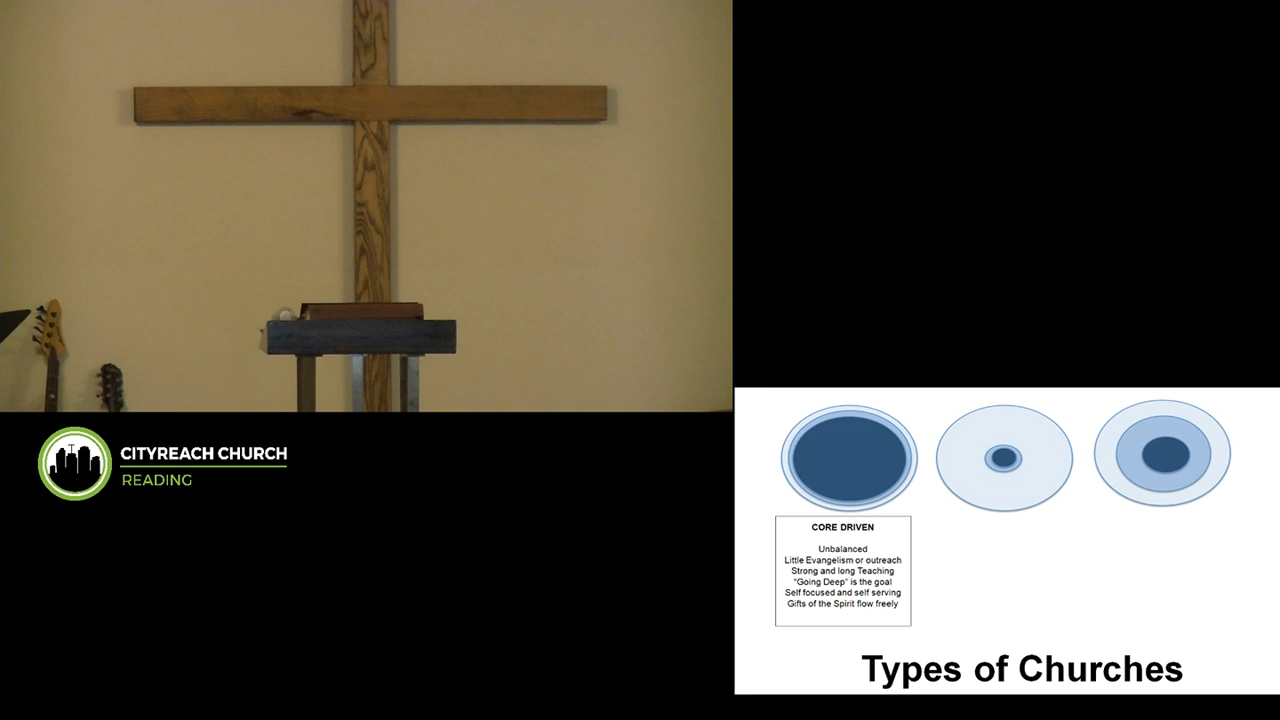 CITYREACH CHURCH
READING
CORE DRIVEN
Unbalanced
Little Evangelism or outreach
Strong and long Teaching
“Going Deep” is the goal
Self focused and self serving
Gifts of the Spirit flow freely
Types of Churches